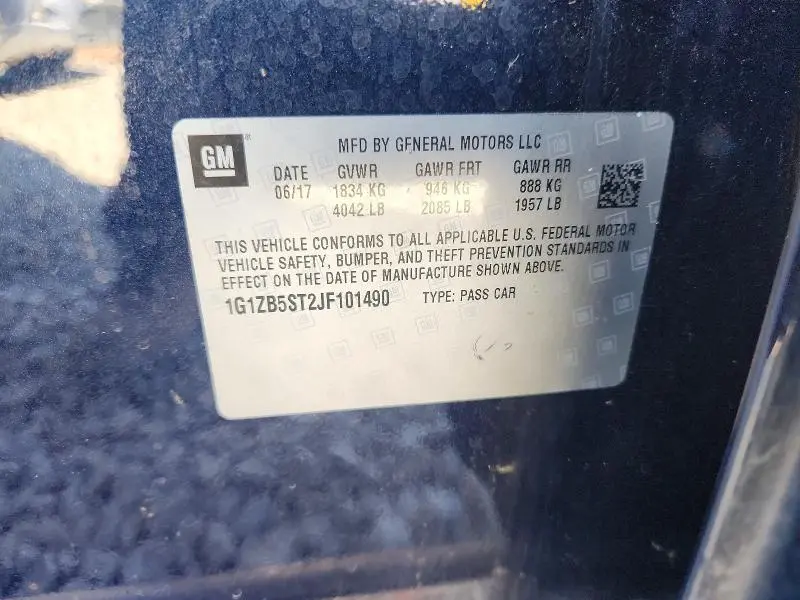 GM
MFD BY GENERAL MOTORS LLC
DATE GVWR GAWR FRT GAWR RR
06/17 1834 KG 946 KG 888 KG
4042 LB 2085 LB 1957 LB
THIS VEHICLE CONFORMS TO ALL APPLICABLE U.S. FEDERAL MOTOR
VEHICLE SAFETY, BUMPER, AND THEFT PREVENTION STANDARDS IN
EFFECT ON THE DATE OF MANUFACTURE SHOWN ABOVE.
1G1ZB5ST2JF101490 TYPE: PASS CAR